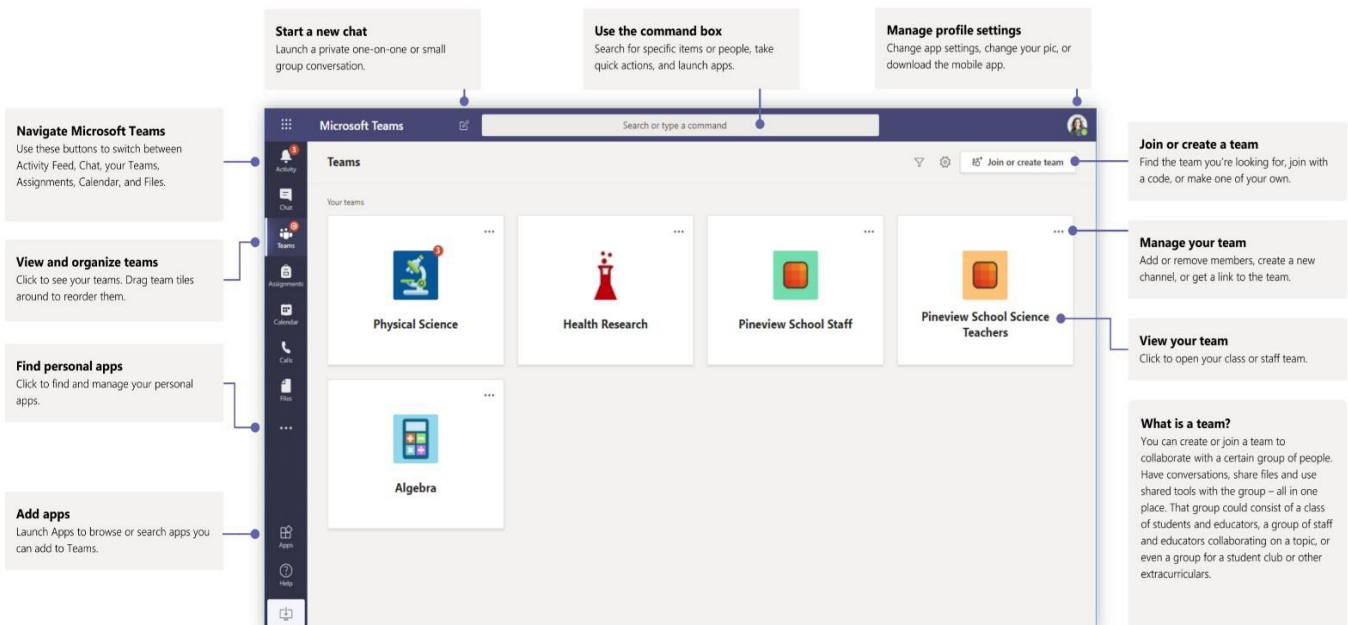 Start a new chat
Launch a private one-on-one or small
group conversation.
Use the command box
Search for specific items or people, take
quick actions, and launch apps.
Manage profile settings
Change app settings, change your pic, or
download the mobile app.
Navigate Microsoft Teams
Use these buttons to switch between
Activity Feed, Chat, your Teams,
Assignments, Calendar, and Files.
View and organize teams
Click to see your teams. Drag team tiles
around to reorder them.
Find personal apps
Click to find and manage your personal
apps.
Add apps
Launch Apps to browse or search apps you
can add to Teams.
Microsoft Teams
Search or type a command
3
Activity
Chat
Teams
Assignments
Calendar
Calls
Files
Apps
Help
Teams
Join or create team
Your teams
3
Physical Science
Health Research
Pineview School Staff
Pineview School Science
Teachers
Algebra
Join or create a team
Find the team you're looking for, join with
a code, or make one of your own.
Manage your team
Add or remove members, create a new
channel, or get a link to the team.
View your team
Click to open your class or staff team.
What is a team?
You can create or join a team to
collaborate with a certain group of people.
Have conversations, share files and use
shared tools with the group – all in one
place. That group could consist of a class
of students and educators, a group of staff
and educators collaborating on a topic, or
even a group for a student club or other
extracurriculars.